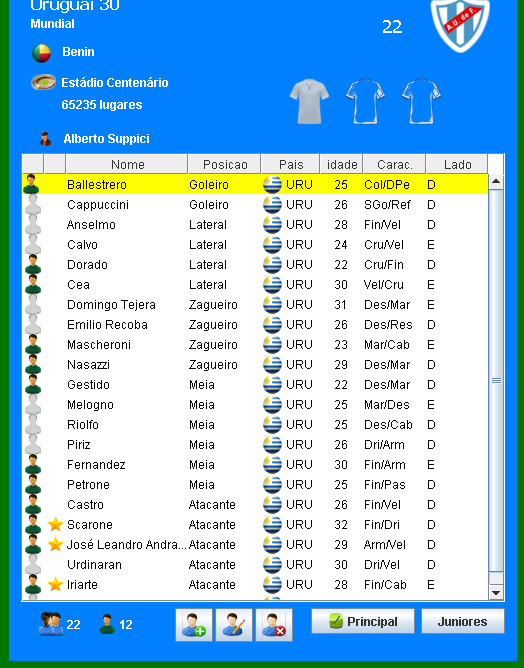 Uruguai 30
Mundial
22
A.U. de F.
Benin
Estádio Centenário
65235 lugares
Alberto Suppici
Nome Posicao Pais idade Carac. Lado
Ballestrero Goleiro URU 25 Col/DPe D
Cappuccini Goleiro URU 26 SGo/Ref D
Anselmo Lateral URU 28 Fin/Vel D
Calvo Lateral URU 24 Cru/Vel E
Dorado Lateral URU 22 Cru/Fin D
Cea Lateral URU 30 Vel/Cru E
Domingo Tejera Zagueiro URU 31 Des/Mar E
Emilio Recoba Zagueiro URU 26 Des/Res D
Mascheroni Zagueiro URU 23 Mar/Cab E
Nasazzi Zagueiro URU 29 Des/Mar D
Gestido Meia URU 22 Des/Mar D
Melogno Meia URU 25 Mar/Des E
Riolfo Meia URU 25 Des/Cab D
Piriz Meia URU 26 Dri/Arm D
Fernandez Meia URU 30 Fin/Arm E
Petrone Meia URU 25 Fin/Pas D
Castro Atacante URU 26 Fin/Vel D
Scarone Atacante URU 32 Fin/Dri D
José Leandro Andra... Atacante URU 29 Arm/Vel D
Urdinaran Atacante URU 30 Dri/Vel D
Iriarte Atacante URU 28 Fin/Cab E
22 12 Principal Juniores